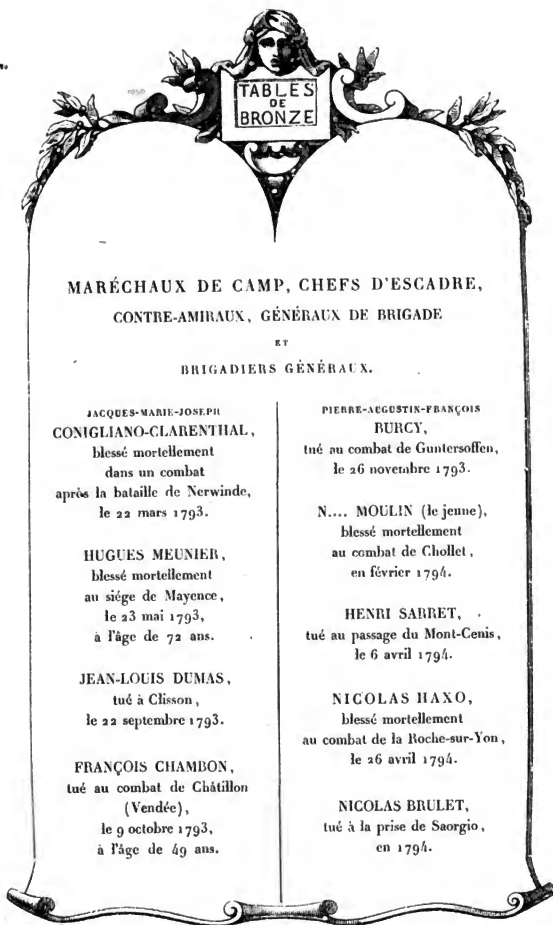 TABLES
DE
BRONZE
MARÉCHAUX DE CAMP, CHEFS D'ESCADRE,
CONTRE-AMIRAUX, GÉNÉRAUX DE BRIGADE
ET
BRIGADIERS GÉNÉRAUX.
JACQUES-MARIE-JOSEPH
CONIGLIANO-CLARENTHAL,
blessé mortellement
dans un combat
après la bataille de Nerwinde,
le 22 mars 1793.
HUGUES MEUNIER,
blessé mortellement
au siége de Mayence,
le 23 mai 1793,
à l'âge de 72 ans.
JEAN-LOUIS DUMAS,
tué à Clisson,
le 22 septembre 1793.
FRANÇOIS CHAMBON,
tué au combat de Châtillon
(Vendée),
le 9 octobre 1793,
à l'âge de 49 ans.
PIERRE-AUGUSTIN-FRANÇOIS
BURCY,
tué au combat de Guntersoffen,
le 26 novembre 1793.
N.... MOULIN (le jeune),
blessé mortellement
au combat de Chollet,
en février 1794.
HENRI SARRET,
tué au passage du Mont-Cenis,
le 6 avril 1794.
NICOLAS HAXO,
blessé mortellement
au combat de la Roche-sur-Yon,
le 26 avril 1794.
NICOLAS BRULET,
tué à la prise de Saorgio,
en 1794.